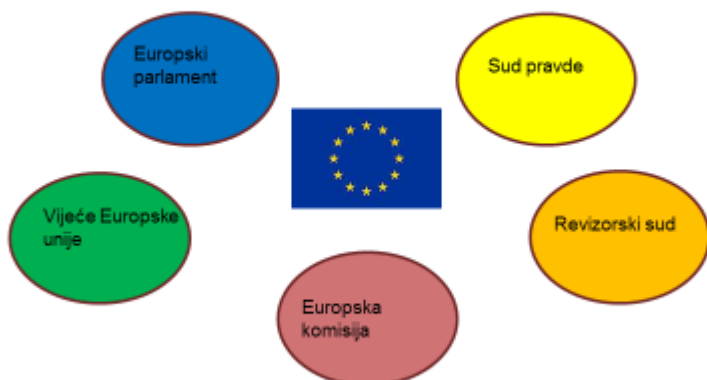 Europski
parlament
Sud pravde
Vijeće Europske
unije
Revizorski sud
Europska
komisija